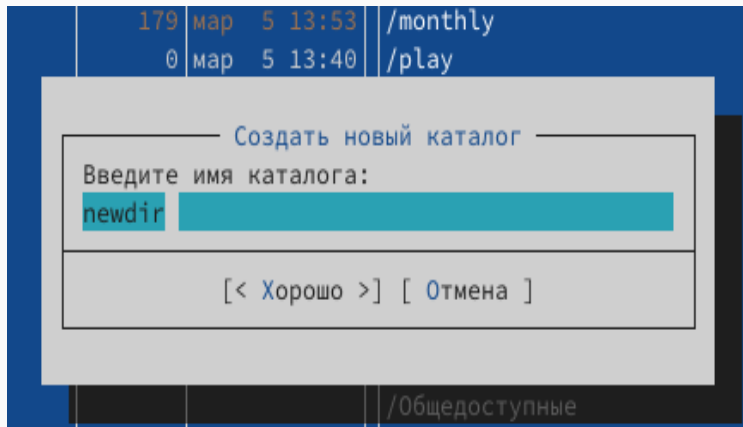 179 мар 5 13:53 /monthly
0 мар 5 13:40 /play
Создать новый каталог
Введите имя каталога:
newdir
[< Хорошо >] [ Отмена ]
/Общедоступные